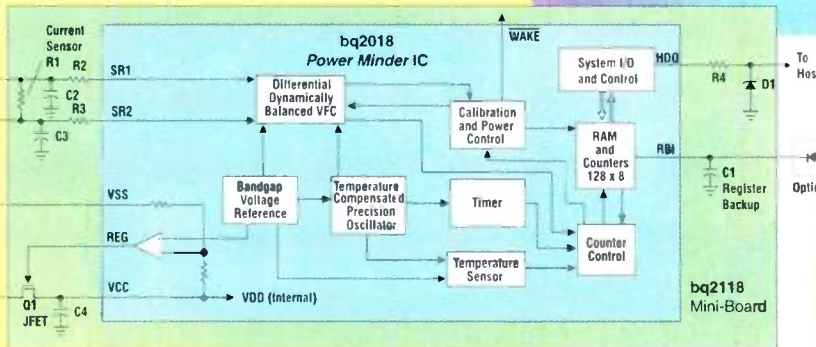 Current
Sensor
R1
R2
SR1
C2
R3
SR2
C3
VSS
REG
Q1
JFET
C4
VCC
VDD (Internal)
bq2018
Power Minder IC
WAKE
Differential
Dynamically
Balanced VFC
Calibration
and Power
Control
System I/O
and Control
HDQ
R4
D1
To
Hos
RAM
and
Counters
128 x 8
RBI
C1
Register
Backup
Optio
Bandgap
Voltage
Reference
Temperature
Compensated
Precision
Oscillator
Timer
Temperature
Sensor
Counter
Control
bq2118
Mini-Board